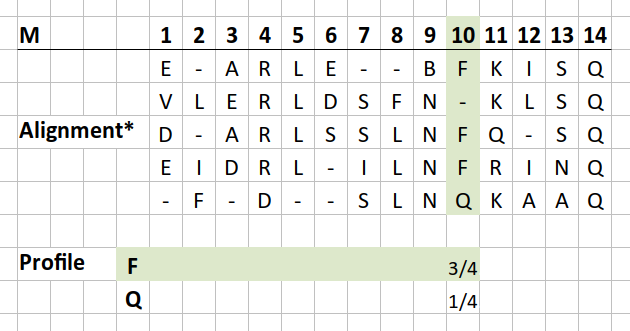 M 1 2 3 4 5 6 7 8 9 10 11 12 13 14
E - A R L E - - B F K I S Q
V L E R L D S F N - K L S Q
Alignment* D - A R L S S L N F Q - S Q
E I D R L - I L N F R I N Q
- F - D - - S L N Q K A A Q
Profile F 3/4
Q 1/4